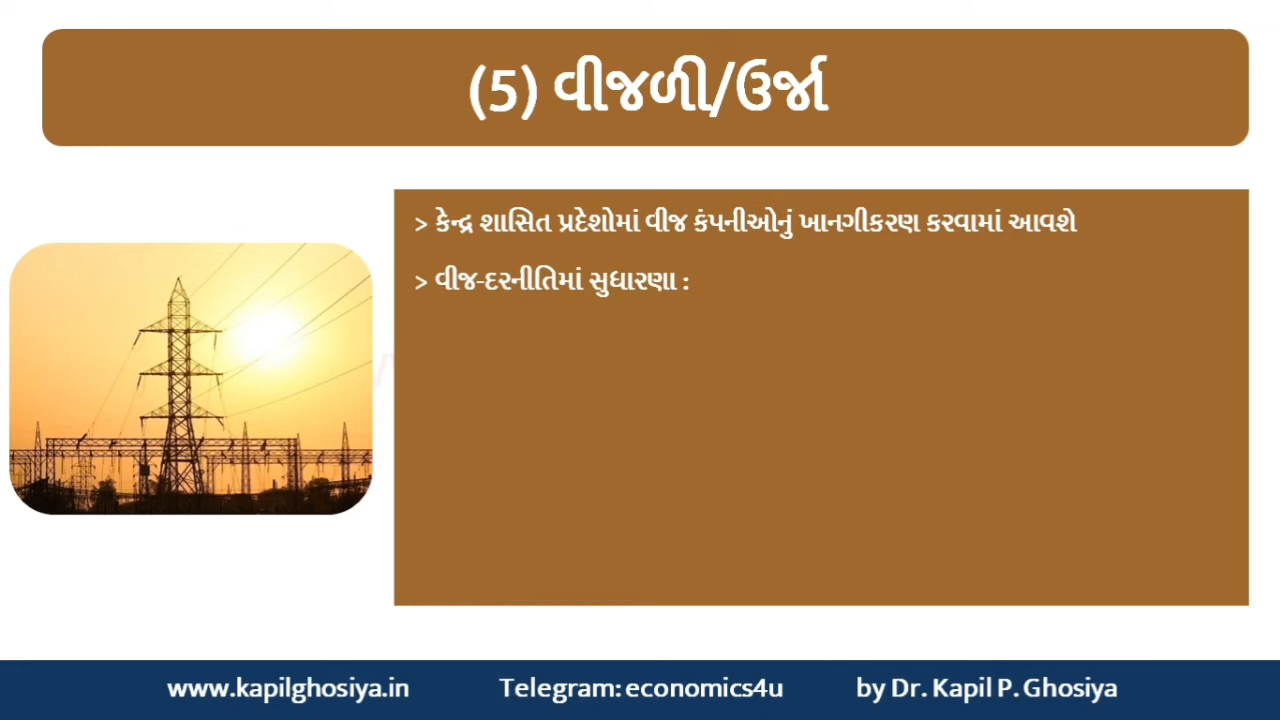 (5) વીજળી/ઉર્જા
> કેન્દ્ર શાસિત પ્રદેશોમાં વીજ કંપનીઓનું ખાનગીકરણ કરવામાં આવશે
> વીજ-દરનીતિમાં સુધારણા :
www.kapilghosiya.in Telegram: economics4u by Dr. Kapil P. Ghosiya